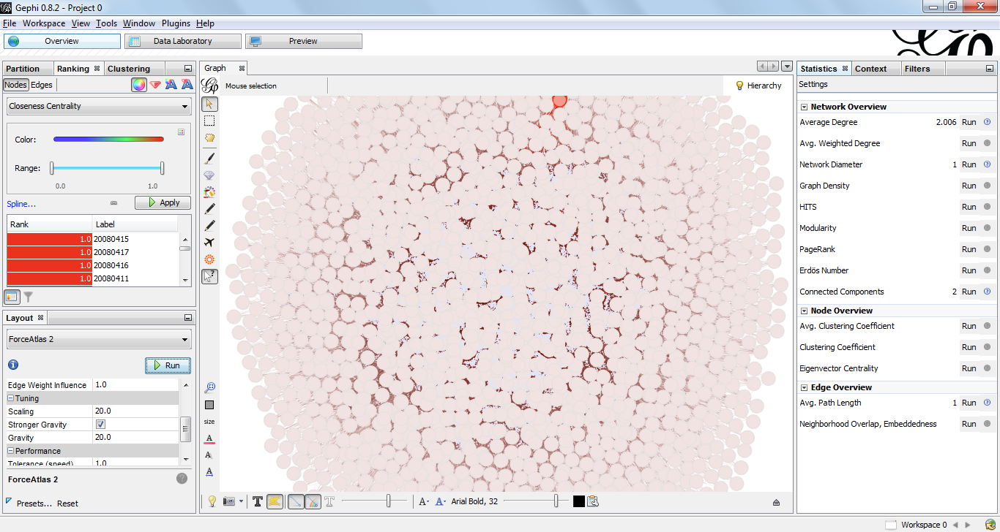 Gephi 0.8.2 - Project 0
File Workspace View Tools Window Plugins Help
Overview Data Laboratory Preview
Partition Ranking Clustering
Nodes Edges
Closeness Centrality
Color:
Range:
0.0 1.0
Spline... Apply
Rank Label
1.0 20080415
1.0 20080417
1.0 20080416
1.0 20080411
Layout
ForceAtlas 2
Run
Edge Weight Influence 1.0
Tuning
Scaling 20.0
Stronger Gravity
Gravity 20.0
Performance
Tolerance (speed) 1.0
ForceAtlas 2
Presets... Reset
Graph
Mouse selection
Hierarchy
size
A
A
A
T T A- A- Arial Bold, 32
Statistics Context Filters
Settings
Network Overview
Average Degree 2.006 Run
Avg. Weighted Degree Run
Network Diameter 1 Run
Graph Density Run
HITS Run
Modularity Run
PageRank Run
Erdös Number Run
Connected Components 2 Run
Node Overview
Avg. Clustering Coefficient Run
Clustering Coefficient Run
Eigenvector Centrality Run
Edge Overview
Avg. Path Length 1 Run
Neighborhood Overlap, Embeddedness Run
Workspace 0